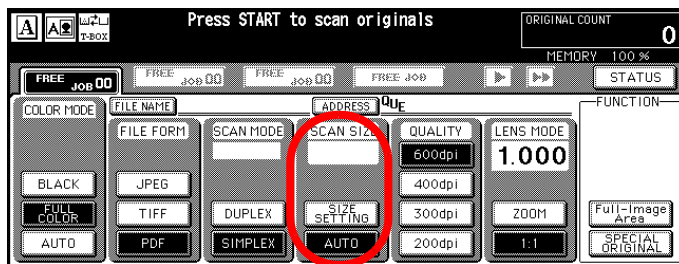 A A T-BOX Press START to scan originals ORIGINAL COUNT
0
MEMORY 100 %
FREE JOB 00 FREE JOB 00 FREE JOB 00 FREE JOB STATUS
COLOR MODE FILE NAME ADDRESS QUE FUNCTION
FILE FORM SCAN MODE SCAN SIZE QUALITY LENS MODE
600dpi 1.000
BLACK JPEG 400dpi
FULL COLOR TIFF DUPLEX SIZE SETTING 300dpi ZOOM Full-Image Area
AUTO PDF SIMPLEX AUTO 200dpi 1:1 SPECIAL ORIGINAL